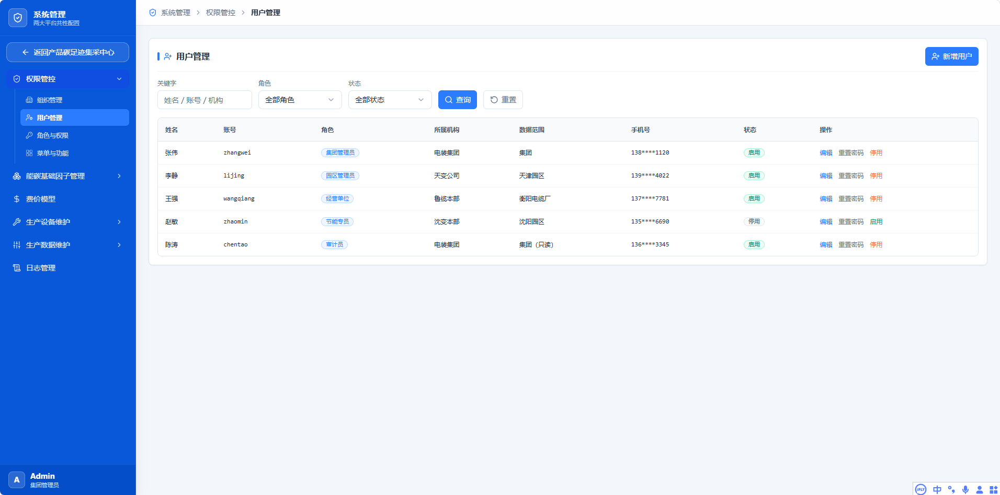 系统管理
两大平台共性配置
返回产品碳足迹集采中心
权限管控
组织管理
用户管理
角色与权限
菜单与功能
能碳基础因子管理
费价模型
生产设备维护
生产数据维护
日志管理
A
Admin
集团管理员
系统管理 > 权限管控 > 用户管理
用户管理
新增用户
关键字 角色 状态
姓名 / 账号 / 机构 全部角色 全部状态 查询 重置
姓名 账号 角色 所属机构 数据范围 手机号 状态 操作
张伟 zhangwei 集团管理员 电装集团 集团 138****1120 启用 编辑 重置密码 停用
李静 lijing 园区管理员 天变公司 天津园区 139****4022 启用 编辑 重置密码 停用
王强 wangqiang 经营单位 鲁缆本部 衡阳电缆厂 137****7781 启用 编辑 重置密码 停用
赵敏 zhaomin 节能专员 沈变本部 沈阳园区 135****6690 停用 编辑 重置密码 启用
陈涛 chentao 审计员 电装集团 集团（只读） 136****3345 启用 编辑 重置密码 停用
iFLY 中